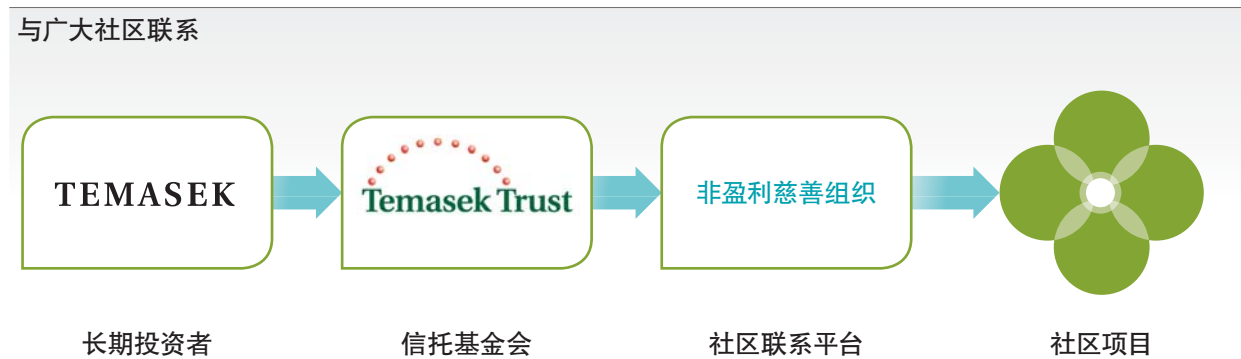 与广大社区联系
TEMASEK
Temasek Trust
非盈利慈善组织
长期投资者
信托基金会
社区联系平台
社区项目